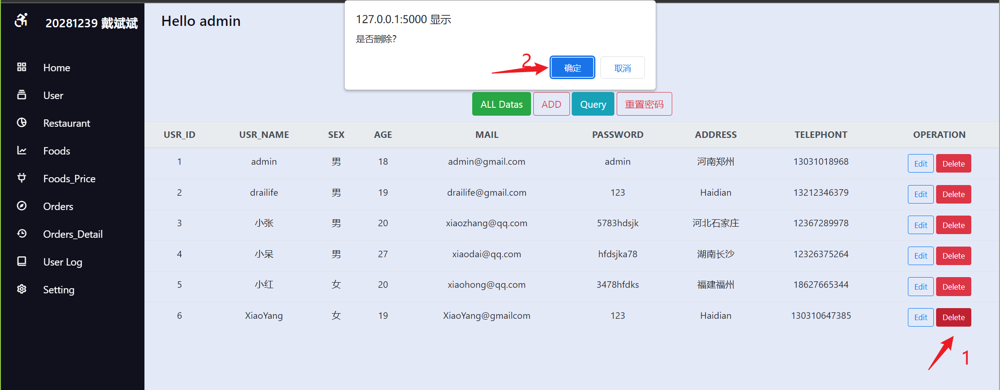 20281239 戴斌斌
Home
User
Restaurant
Foods
Foods_Price
Orders
Orders_Detail
User Log
Setting
Hello admin
127.0.0.1:5000 显示
是否删除?
2
确定 取消
ALL Datas ADD Query 重置密码
USR_ID USR_NAME SEX AGE MAIL PASSWORD ADDRESS TELEPHONT OPERATION
1 admin 男 18 admin@gmail.com admin 河南郑州 13031018968 Edit Delete
2 drailife 男 19 drailife@gmail.com 123 Haidian 13212346379 Edit Delete
3 小张 男 20 xiaozhang@qq.com 5783hdsjk 河北石家庄 12367289978 Edit Delete
4 小呆 男 27 xiaodai@qq.com hfdsjka78 湖南长沙 12326375264 Edit Delete
5 小红 女 20 xiaohong@qq.com 3478hfdks 福建福州 18627665344 Edit Delete
6 XiaoYang 女 19 XiaoYang@gmailcom 123 Haidian 130310647385 Edit Delete
1